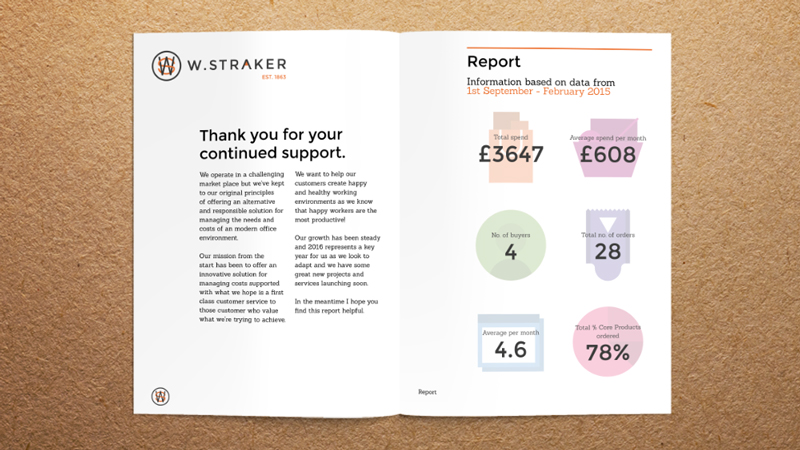 W.STRAKER
EST. 1863
Thank you for your
continued support.
We operate in a challenging
market place but we've kept
to our original principles
of offering an alternative
and responsible solution for
managing the needs and
costs of an modern office
environment.
Our mission from the
start has been to offer an
innovative solution for
managing costs supported
with what we hope is a first
class customer service to
those customer who value
what we're trying to achieve.
We want to help our
customers create happy
and healthy working
environments as we know
that happy workers are the
most productive!
Our growth has been steady
and 2016 represents a key
year for us as we look to
adapt and we have some
great new projects and
services launching soon.
In the meantime I hope you
find this report helpful.
Report
Information based on data from
1st September - February 2015
Total spend
£3647
Average spend per month
£608
No. of buyers
4
Total no. of orders
28
Average per month
4.6
Total % Core Products
ordered
78%
Report